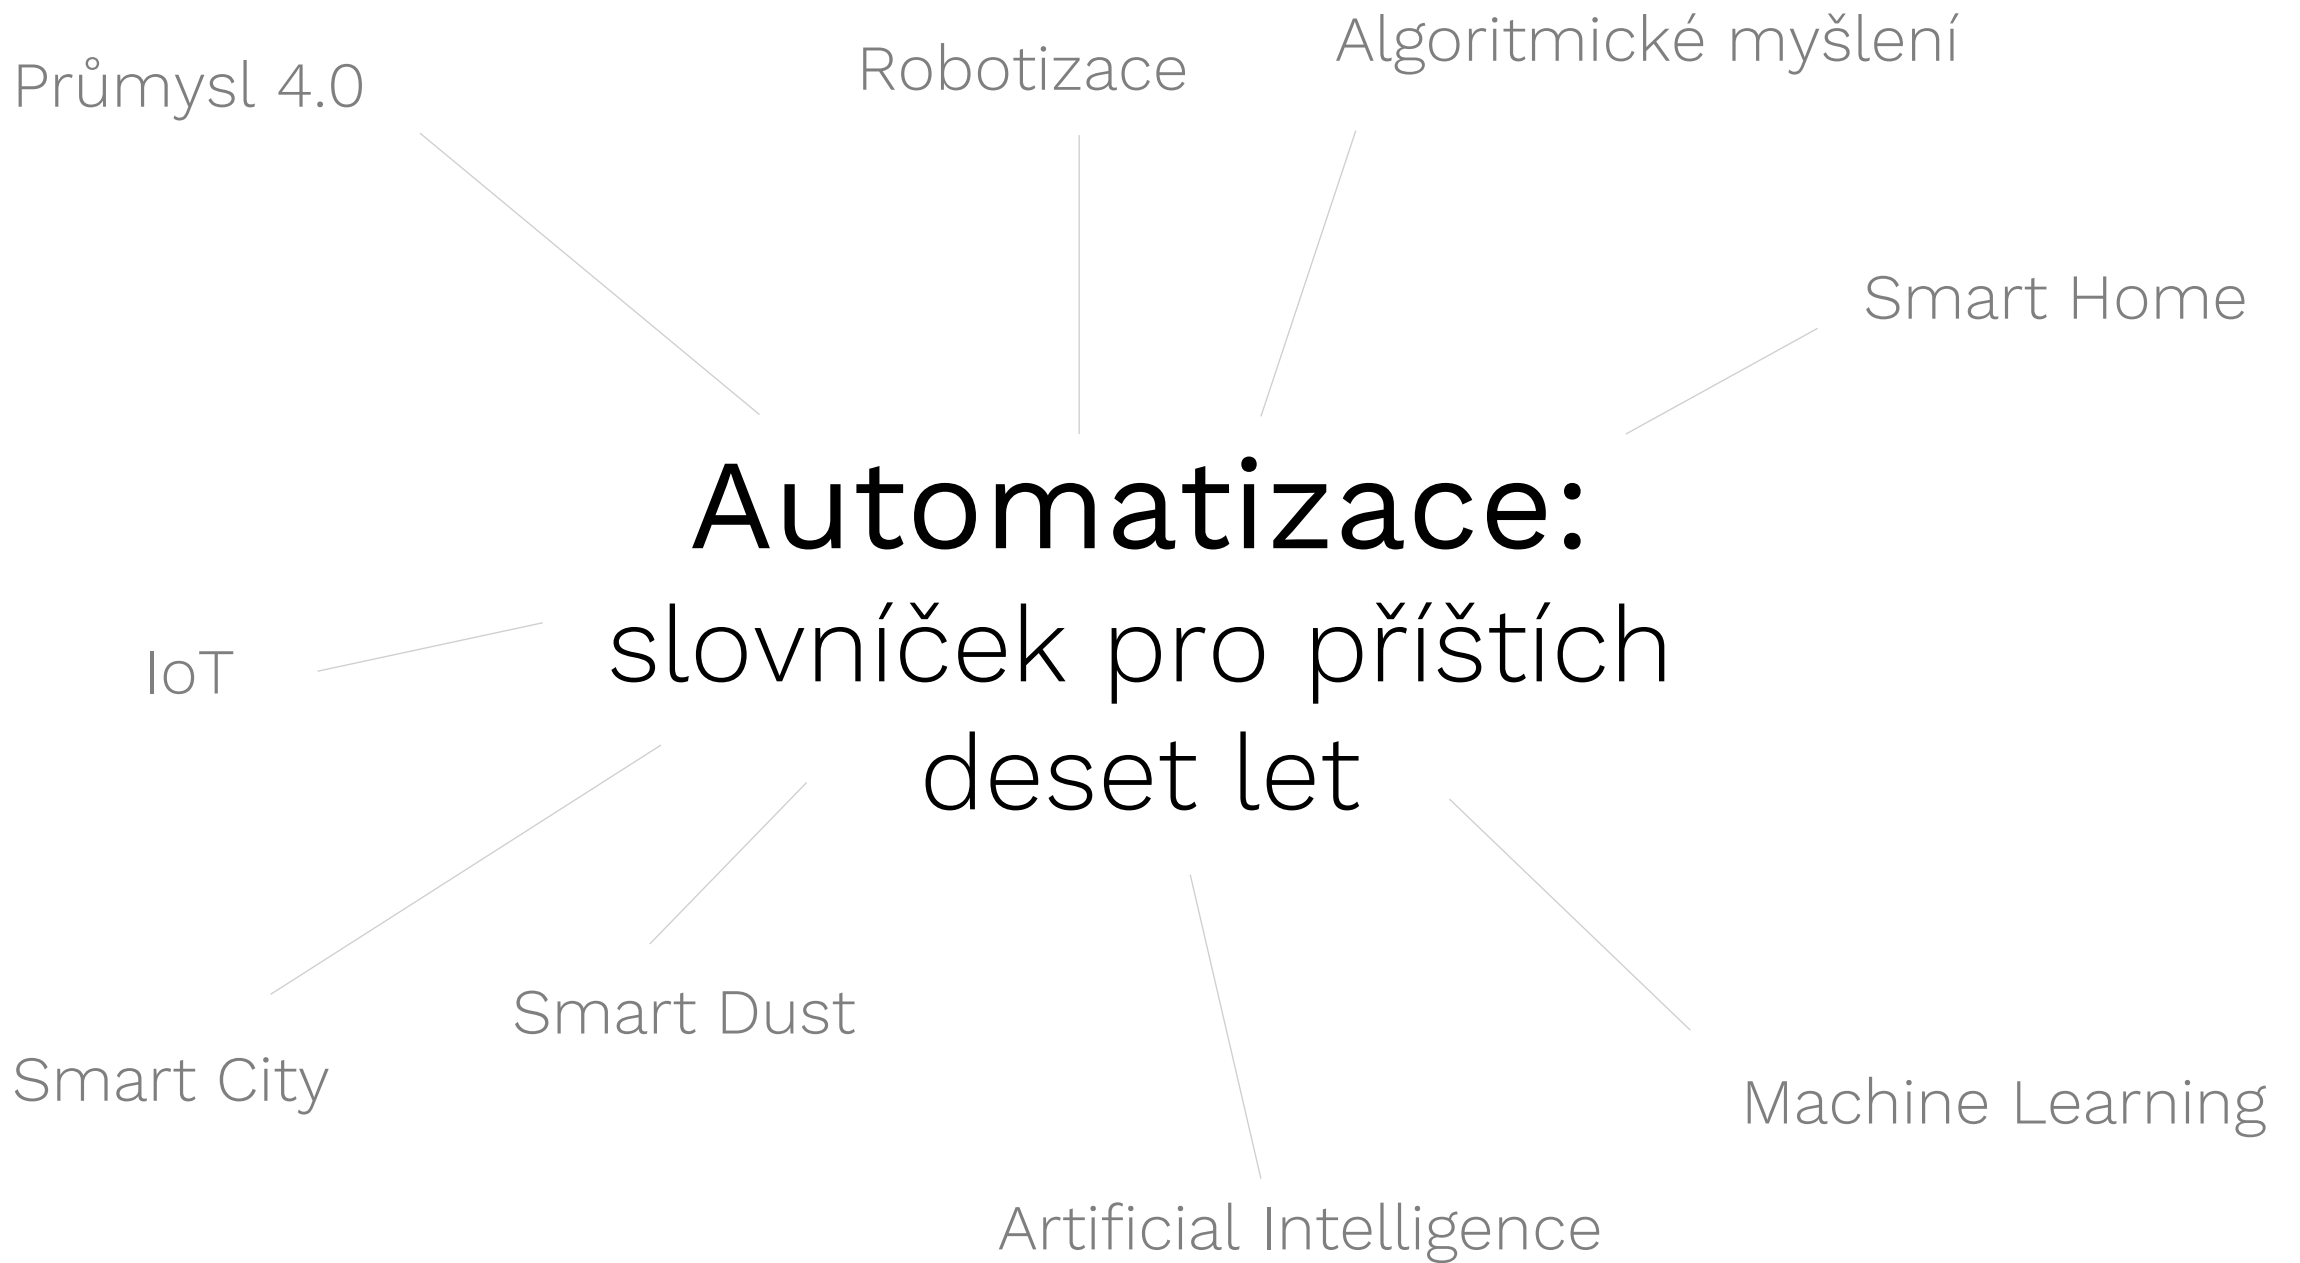 Průmysl 4.0
Robotizace
Algoritmické myšlení
Smart Home
Automatizace:
slovníček pro příštích
deset let
IoT
Smart Dust
Smart City
Machine Learning
Artificial Intelligence